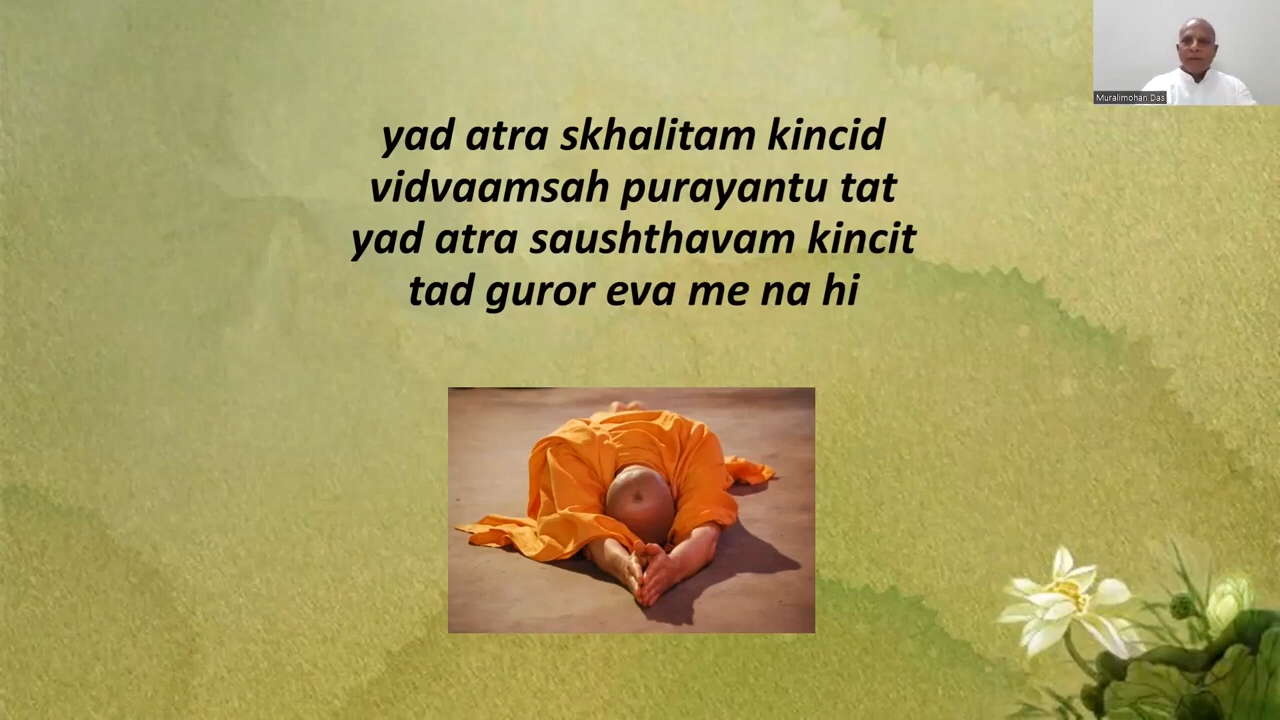 yad atra skhalitam kincid
vidvaamsah purayantu tat
yad atra saushthavam kincit
tad guror eva me na hi
Muralimohan Das